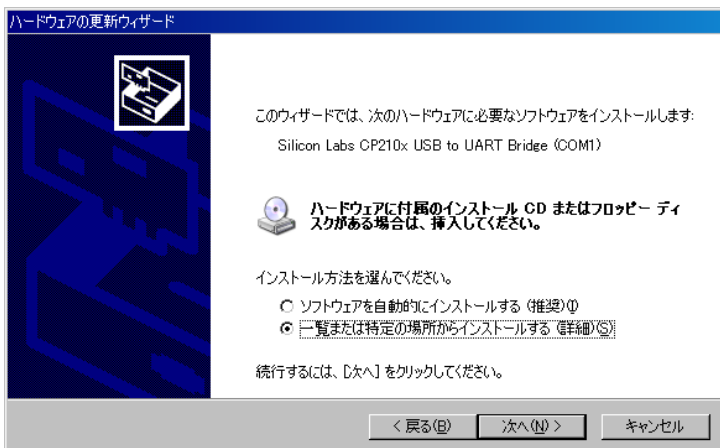 ハードウェアの更新ウィザード
このウィザードでは、次のハードウェアに必要なソフトウェアをインストールします:
Silicon Labs CP210x USB to UART Bridge (COM1)
ハードウェアに付属のインストール CD またはフロッピー ディ
スクがある場合は、挿入してください。
インストール方法を選んでください。
ソフトウェアを自動的にインストールする (推奨)(I)
一覧または特定の場所からインストールする (詳細)(S)
続行するには、[次へ] をクリックしてください。
< 戻る(B)
次へ(N) >
キャンセル